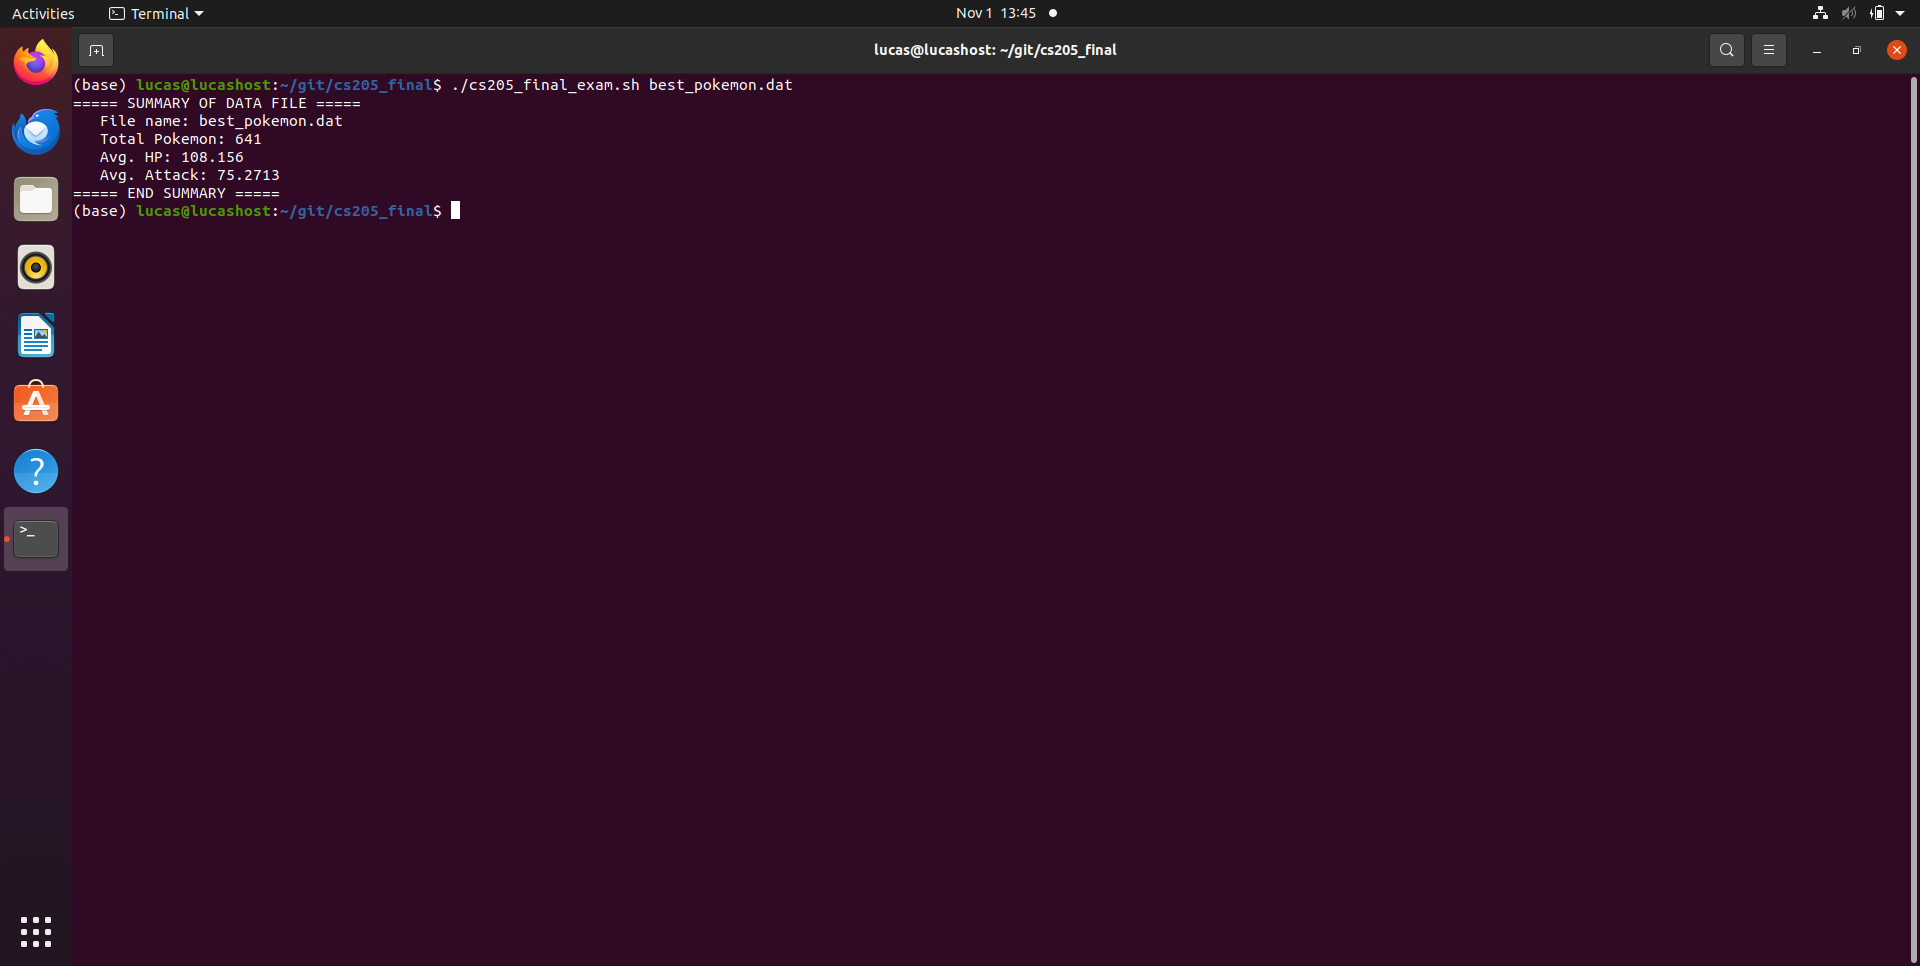 Activities
Terminal
Nov 1 13:45
lucas@lucashost: ~/git/cs205_final
(base) lucas@lucashost:~/git/cs205_final$ ./cs205_final_exam.sh best_pokemon.dat
===== SUMMARY OF DATA FILE =====
   File name: best_pokemon.dat
   Total Pokemon: 641
   Avg. HP: 108.156
   Avg. Attack: 75.2713
===== END SUMMARY =====
(base) lucas@lucashost:~/git/cs205_final$